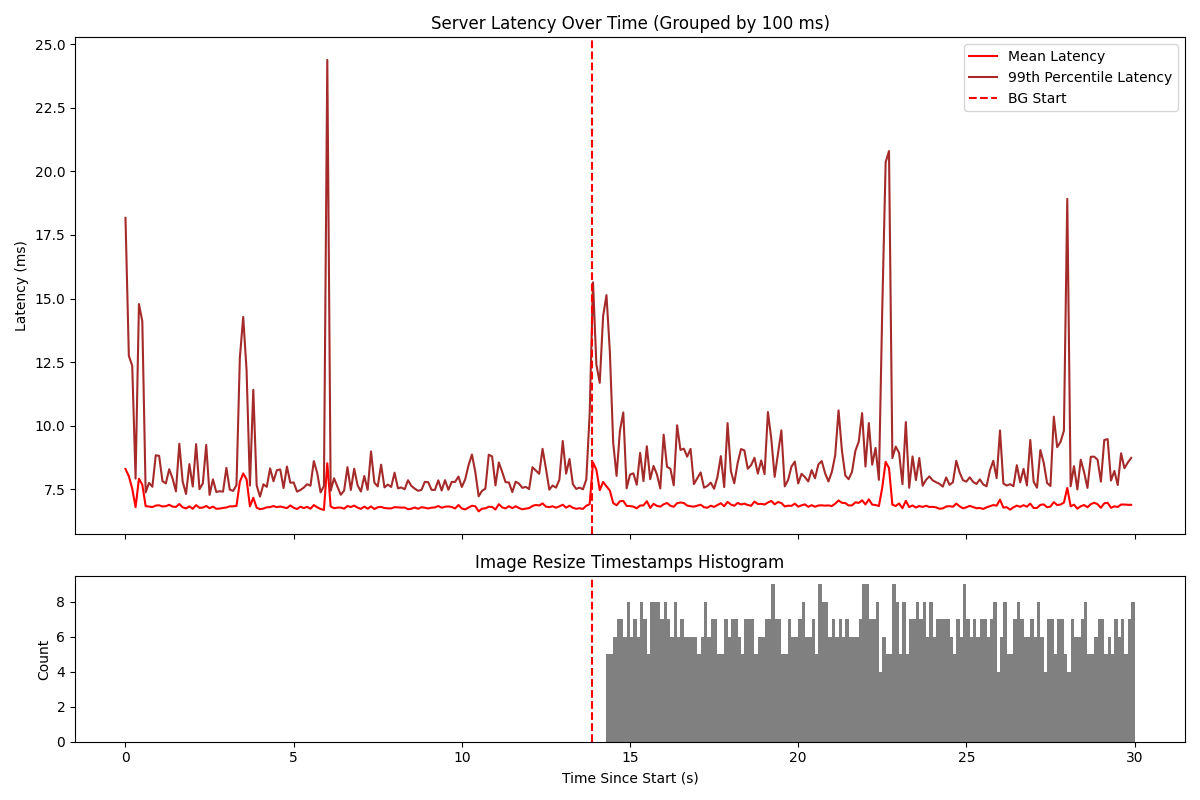 Server Latency Over Time (Grouped by 100 ms)
25.0
22.5
20.0
17.5
15.0
12.5
10.0
7.5
Latency (ms)
Mean Latency
99th Percentile Latency
BG Start
Image Resize Timestamps Histogram
8
6
4
2
0
Count
0 5 10 15 20 25 30
Time Since Start (s)